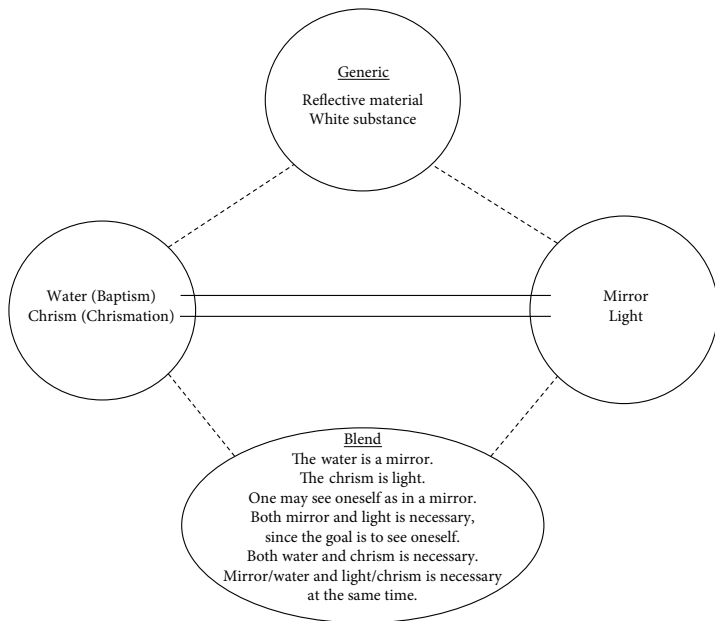 Generic
Reflective material
White substance
Water (Baptism)
Chrism (Chrismation)
Mirror
Light
Blend
The water is a mirror.
The chrism is light.
One may see oneself as in a mirror.
Both mirror and light is necessary,
since the goal is to see oneself.
Both water and chrism is necessary.
Mirror/water and light/chrism is necessary
at the same time.